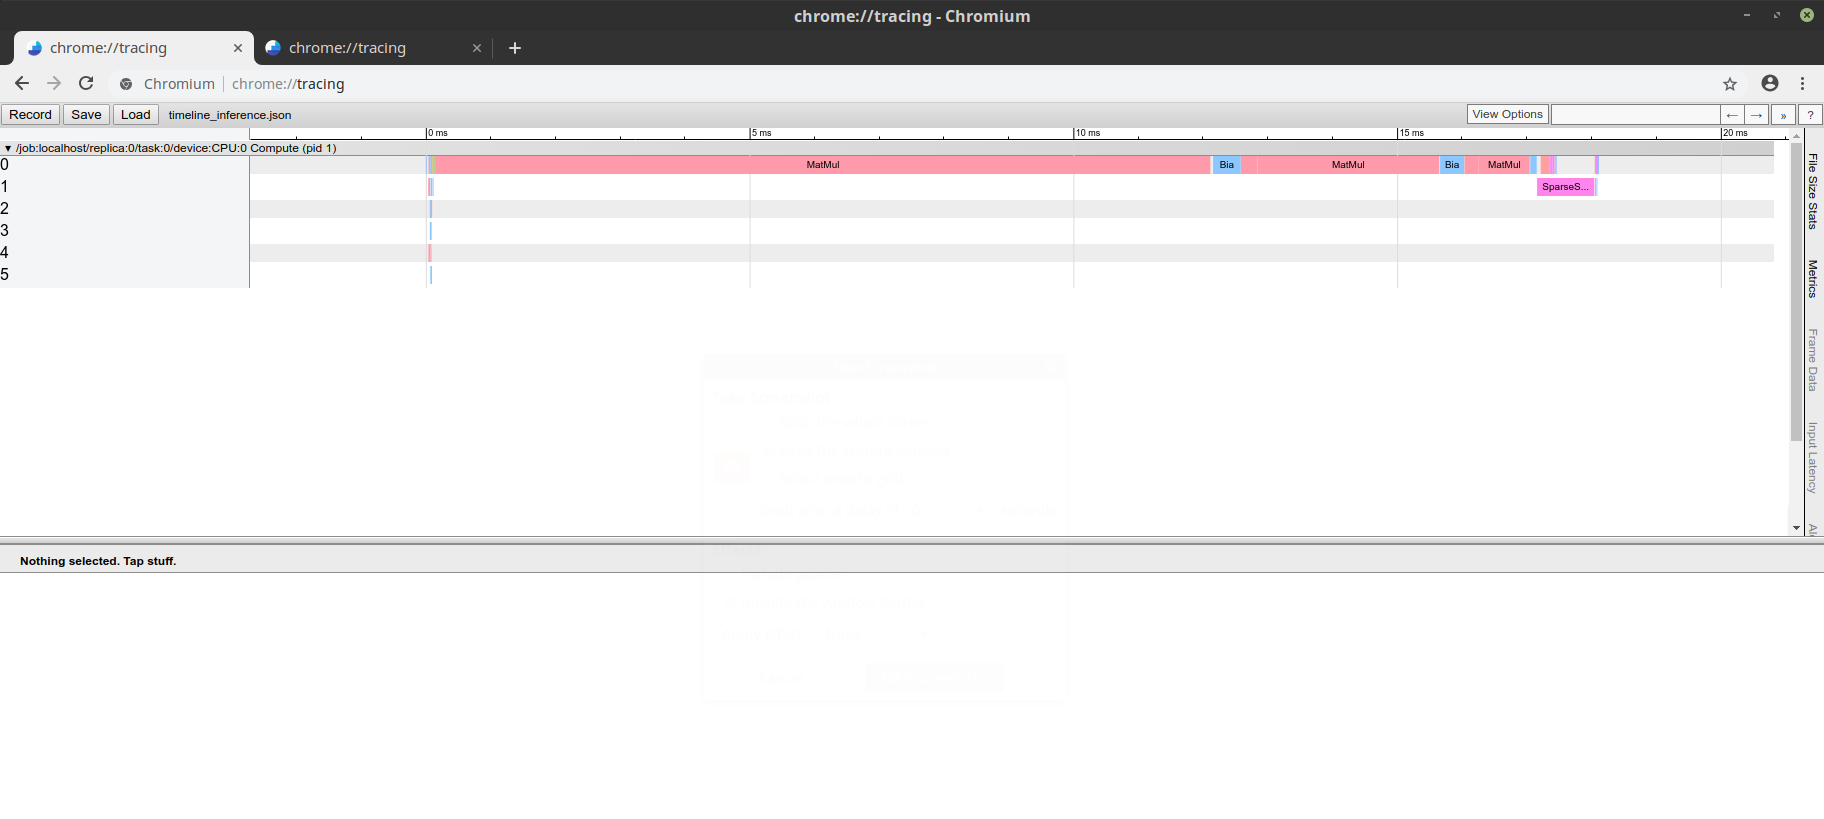 chrome://tracing - Chromium
chrome://tracing
chrome://tracing
Chromium chrome://tracing
Record Save Load timeline_inference.json View Options ← → » ?
0 ms 5 ms 10 ms 15 ms 20 ms
▼ /job:localhost/replica:0/task:0/device:CPU:0 Compute (pid 1)
0 MatMul Bia MatMul Bia MatMul
1 SparseS...
2
3
4
5
File Size Stats
Metrics
Frame Data
Input Latency
Nothing selected. Tap stuff.